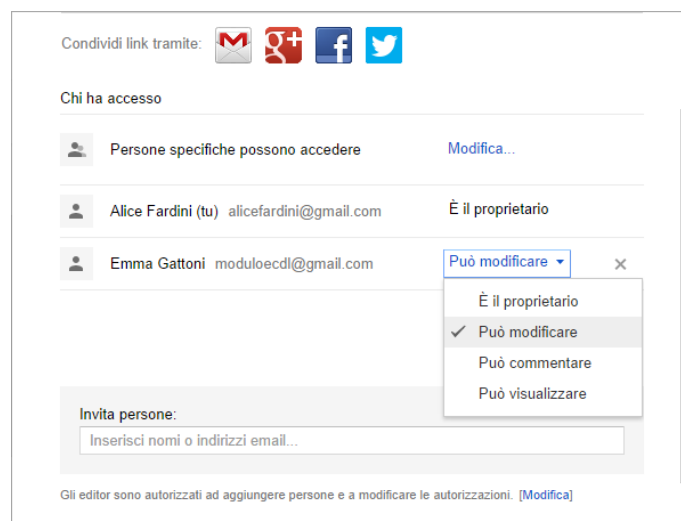 Condividi link tramite: g+ f
Chi ha accesso
Persone specifiche possono accedere Modifica...
Alice Fardini (tu) alicefardini@gmail.com È il proprietario
Emma Gattoni moduloecdl@gmail.com Può modificare
È il proprietario
Può modificare
Può commentare
Può visualizzare
Invita persone:
Inserisci nomi o indirizzi email...
Gli editor sono autorizzati ad aggiungere persone e a modificare le autorizzazioni. [Modifica]